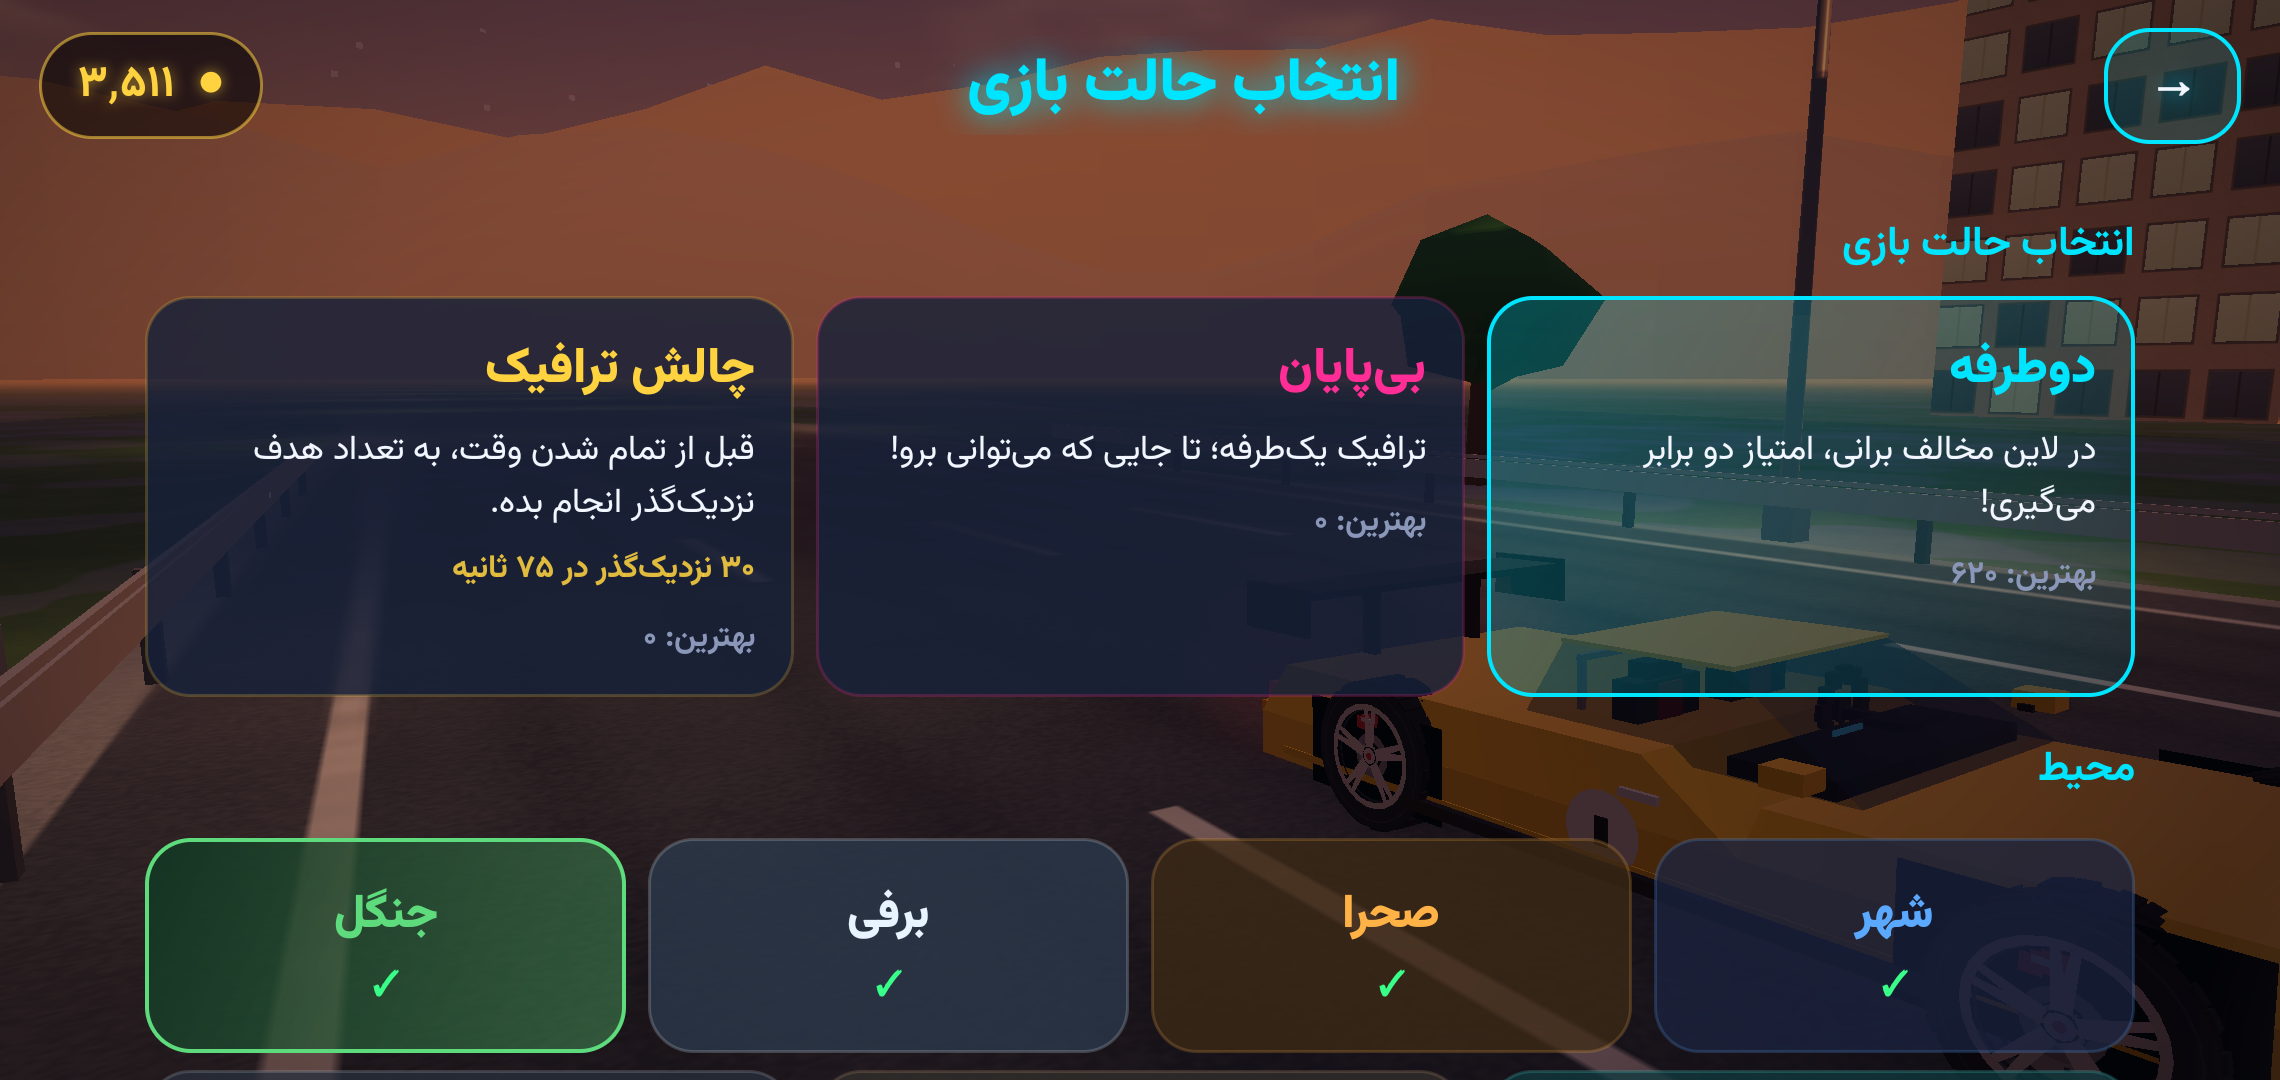 انتخاب حالت بازی
۳,۵۱۱
انتخاب حالت بازی
دوطرفه
در لاین مخالف برانی، امتیاز دو برابر
می‌گیری!
بهترین: ۶۲۰
بی‌پایان
ترافیک یک‌طرفه؛ تا جایی که می‌توانی برو!
بهترین: ۰
چالش ترافیک
قبل از تمام شدن وقت، به تعداد هدف
نزدیک‌گذر انجام بده.
۳۰ نزدیک‌گذر در ۷۵ ثانیه
بهترین: ۰
محیط
شهر
✓
صحرا
✓
برفی
✓
جنگل
✓